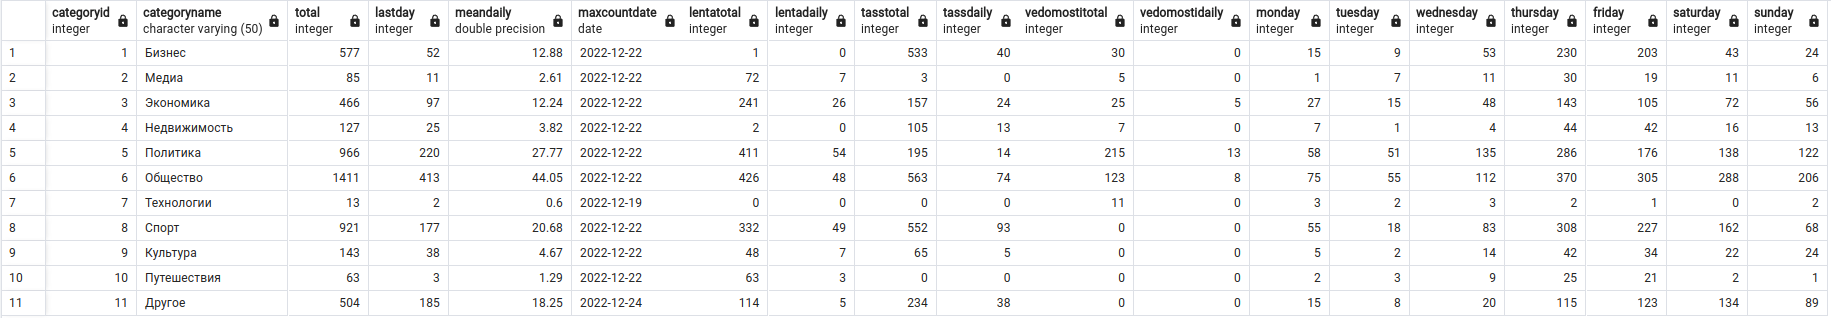 categoryid categoryname total lastday meandaily maxcountdate lentatotal lentadaily tasstotal tassdaily vedomostitotal vedomostidaily monday tuesday wednesday thursday friday saturday sunday
integer character varying (50) integer integer double precision date integer integer integer integer integer integer integer integer integer integer integer integer integer
1 1 Бизнес 577 52 12.88 2022-12-22 1 0 533 40 30 0 15 9 53 230 203 43 24
2 2 Медиа 85 11 2.61 2022-12-22 72 7 3 0 5 0 1 7 11 30 19 11 6
3 3 Экономика 466 97 12.24 2022-12-22 241 26 157 24 25 5 27 15 48 143 105 72 56
4 4 Недвижимость 127 25 3.82 2022-12-22 2 0 105 13 7 0 7 1 4 44 42 16 13
5 5 Политика 966 220 27.77 2022-12-22 411 54 195 14 215 13 58 51 135 286 176 138 122
6 6 Общество 1411 413 44.05 2022-12-22 426 48 563 74 123 8 75 55 112 370 305 288 206
7 7 Технологии 13 2 0.6 2022-12-19 0 0 0 0 11 0 3 2 3 2 1 0 2
8 8 Спорт 921 177 20.68 2022-12-22 332 49 552 93 0 0 55 18 83 308 227 162 68
9 9 Культура 143 38 4.67 2022-12-22 48 7 65 5 0 0 5 2 14 42 34 22 24
10 10 Путешествия 63 3 1.29 2022-12-22 63 3 0 0 0 0 2 3 9 25 21 2 1
11 11 Другое 504 185 18.25 2022-12-24 114 5 234 38 0 0 15 8 20 115 123 134 89